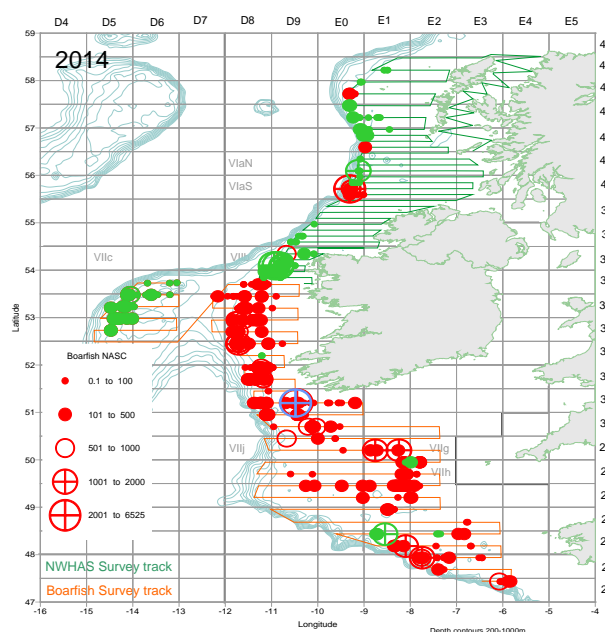 D4 D5 D6 D7 D8 D9 E0 E1 E2 E3 E4 E5
2014
59
58
57
56
55
54
53
52
51
50
49
48
47
VIaN
VIaS
VIIc
VIIj
VIIg
VIIh
Latitude
Boarfish NASC
0.1 to 100
101 to 500
501 to 1000
1001 to 2000
2001 to 6525
NWHAS Survey track
Boarfish Survey track
-16 -15 -14 -13 -12 -11 -10 -9 -8 -7 -6 -5 -4
Longitude
Depth contours 200-1000m